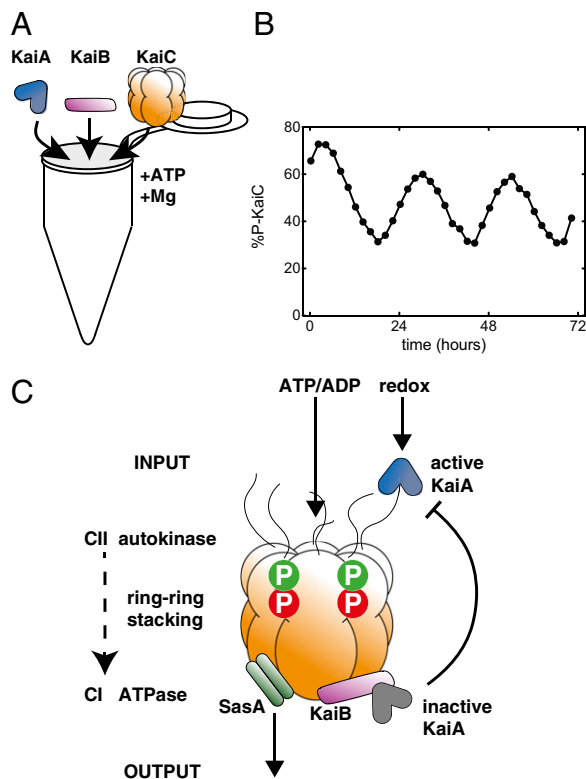 A
KaiA KaiB KaiC
+ATP
+Mg
B
80
60
40
20
0
%P-KaiC
0 24 48 72
time (hours)
C
ATP/ADP redox
INPUT
active
KaiA
CII autokinase
P P
P P
ring-ring
stacking
CI ATPase
SasA
KaiB
inactive
KaiA
OUTPUT